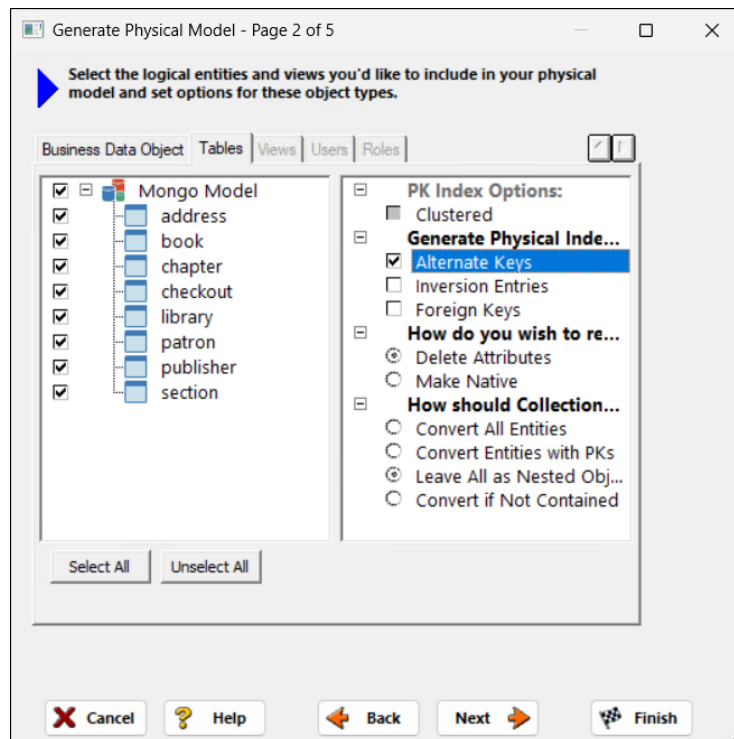 Generate Physical Model - Page 2 of 5
Select the logical entities and views you'd like to include in your physical
model and set options for these object types.
Business Data Object Tables Views Users Roles
Mongo Model
address
book
chapter
checkout
library
patron
publisher
section
PK Index Options:
Clustered
Generate Physical Inde...
Alternate Keys
Inversion Entries
Foreign Keys
How do you wish to re...
Delete Attributes
Make Native
How should Collection...
Convert All Entities
Convert Entities with PKs
Leave All as Nested Obj...
Convert if Not Contained
Select All Unselect All
Cancel Help Back Next Finish